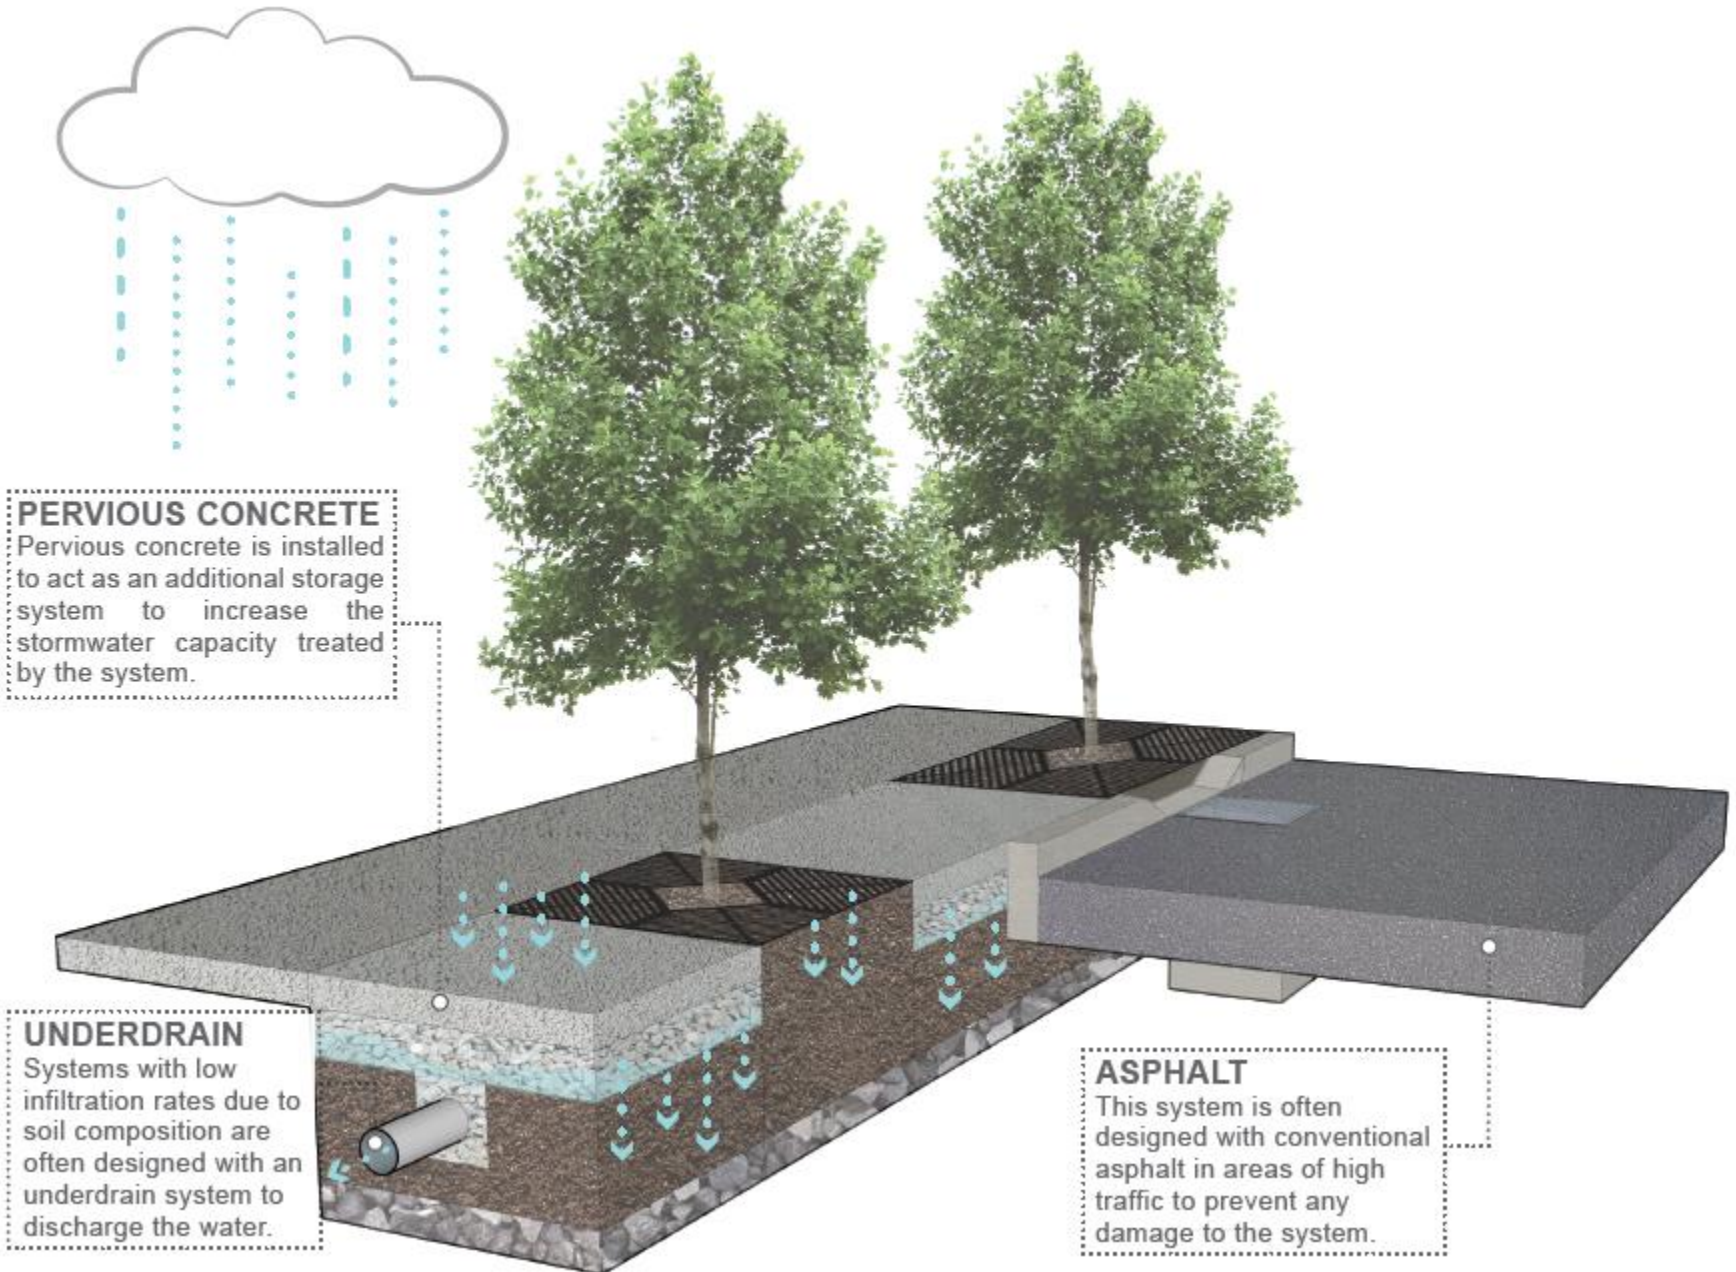 PERVIOUS CONCRETE
Pervious concrete is installed
to act as an additional storage
system to increase the
stormwater capacity treated
by the system.
UNDERDRAIN
Systems with low
infiltration rates due to
soil composition are
often designed with an
underdrain system to
discharge the water.
ASPHALT
This system is often
designed with conventional
asphalt in areas of high
traffic to prevent any
damage to the system.